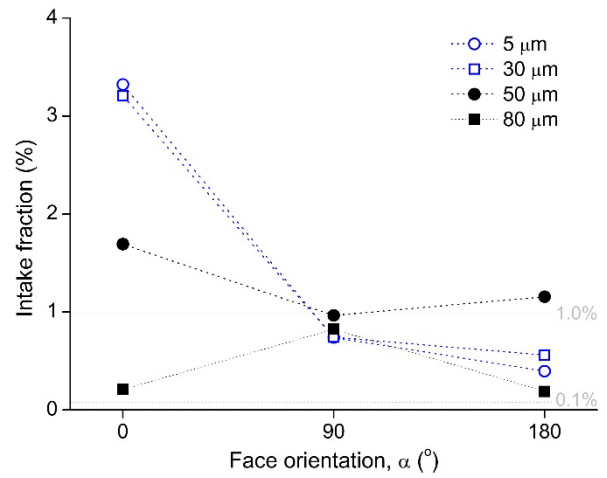 4
3
2
1
0
Intake fraction (%)
5 μm
30 μm
50 μm
80 μm
1.0%
0.1%
0
90
180
Face orientation, α (°)